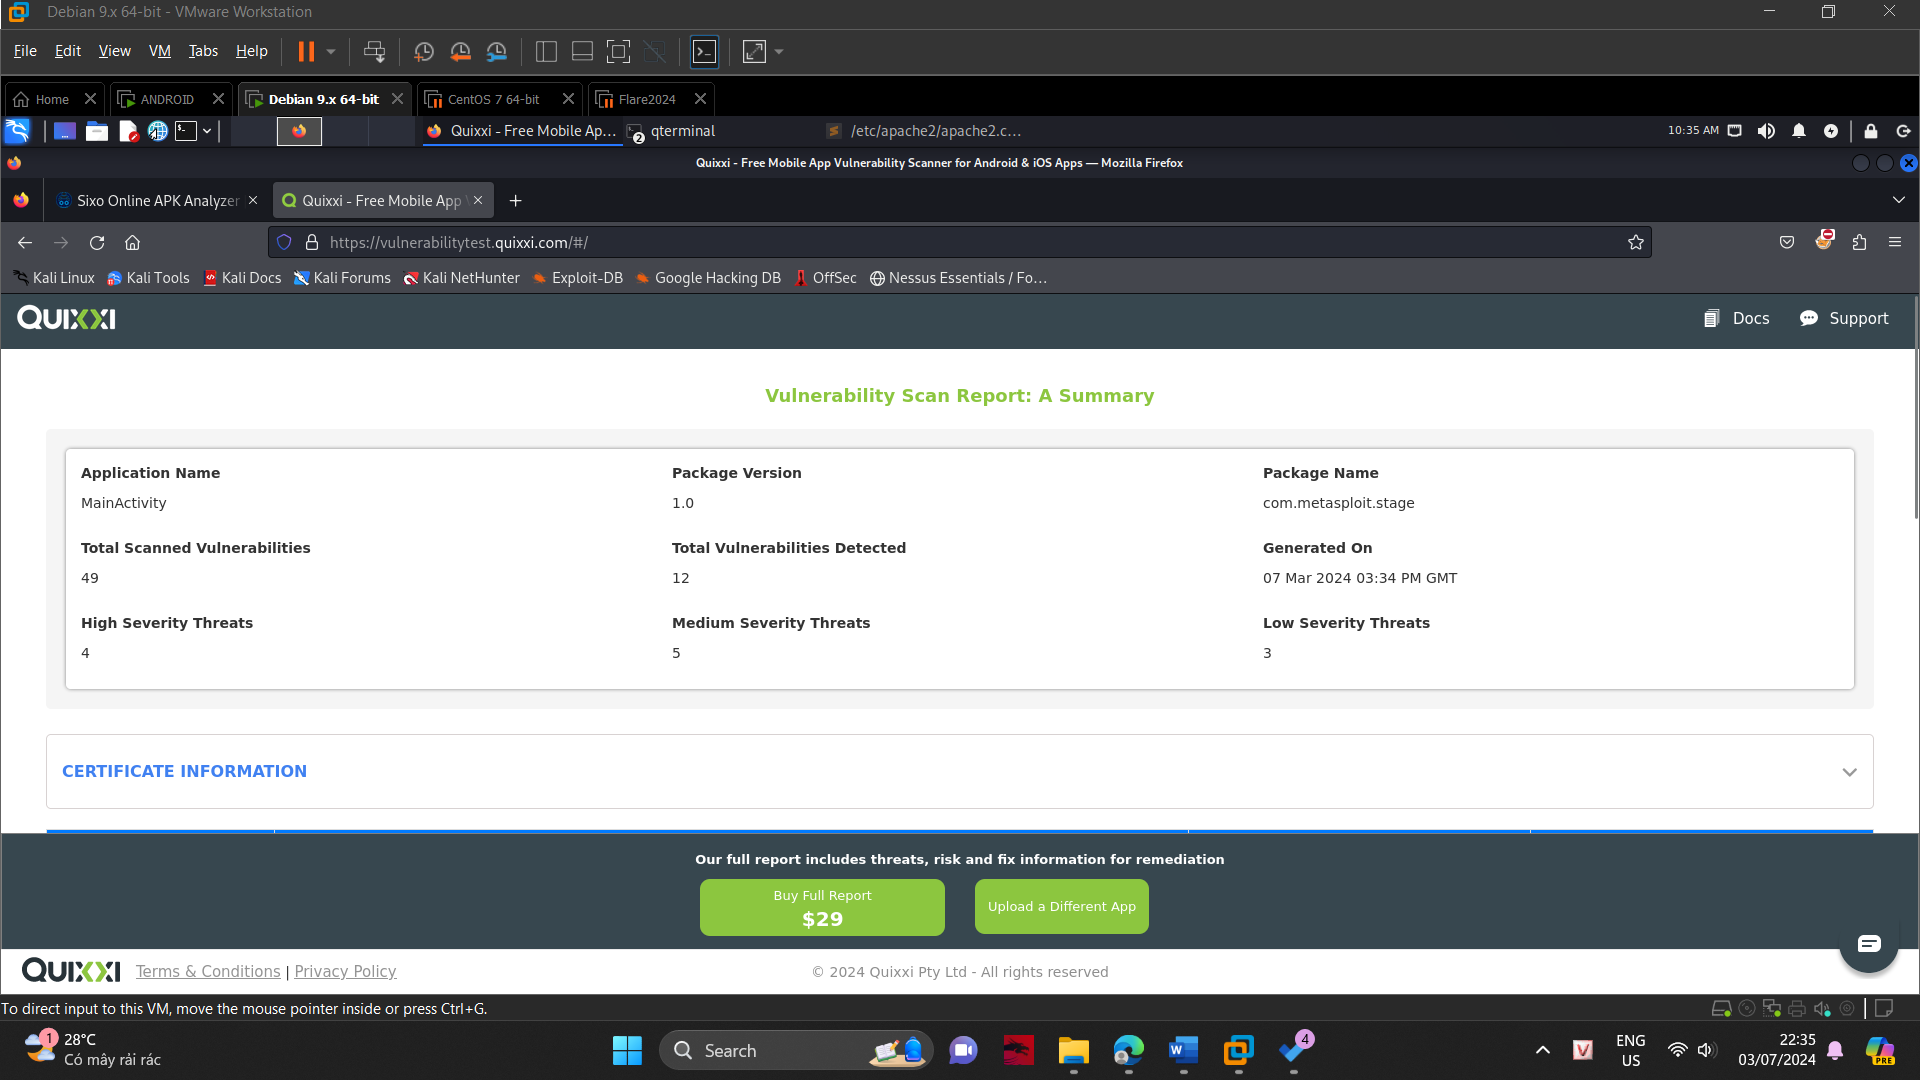 Debian 9.x 64-bit - VMware Workstation
File Edit View VM Tabs Help
Home ANDROID Debian 9.x 64-bit CentOS 7 64-bit Flare2024
Quixxi - Free Mobile Ap... 2 qterminal /etc/apache2/apache2.c... 10:35 AM
Quixxi - Free Mobile App Vulnerability Scanner for Android & iOS Apps — Mozilla Firefox
Sixo Online APK Analyzer Quixxi - Free Mobile App
https://vulnerabilitytest.quixxi.com/#/
Kali Linux Kali Tools Kali Docs Kali Forums Kali NetHunter Exploit-DB Google Hacking DB OffSec Nessus Essentials / Fo...
QUIXXI Docs Support
Vulnerability Scan Report: A Summary
Application Name Package Version Package Name
MainActivity 1.0 com.metasploit.stage
Total Scanned Vulnerabilities Total Vulnerabilities Detected Generated On
49 12 07 Mar 2024 03:34 PM GMT
High Severity Threats Medium Severity Threats Low Severity Threats
4 5 3
CERTIFICATE INFORMATION
Our full report includes threats, risk and fix information for remediation
Buy Full Report
$29
Upload a Different App
QUIXXI Terms & Conditions | Privacy Policy © 2024 Quixxi Pty Ltd - All rights reserved
To direct input to this VM, move the mouse pointer inside or press Ctrl+G.
1 28°C
Có mây rải rác
Search
4
ENG
US
22:35
03/07/2024
PRE